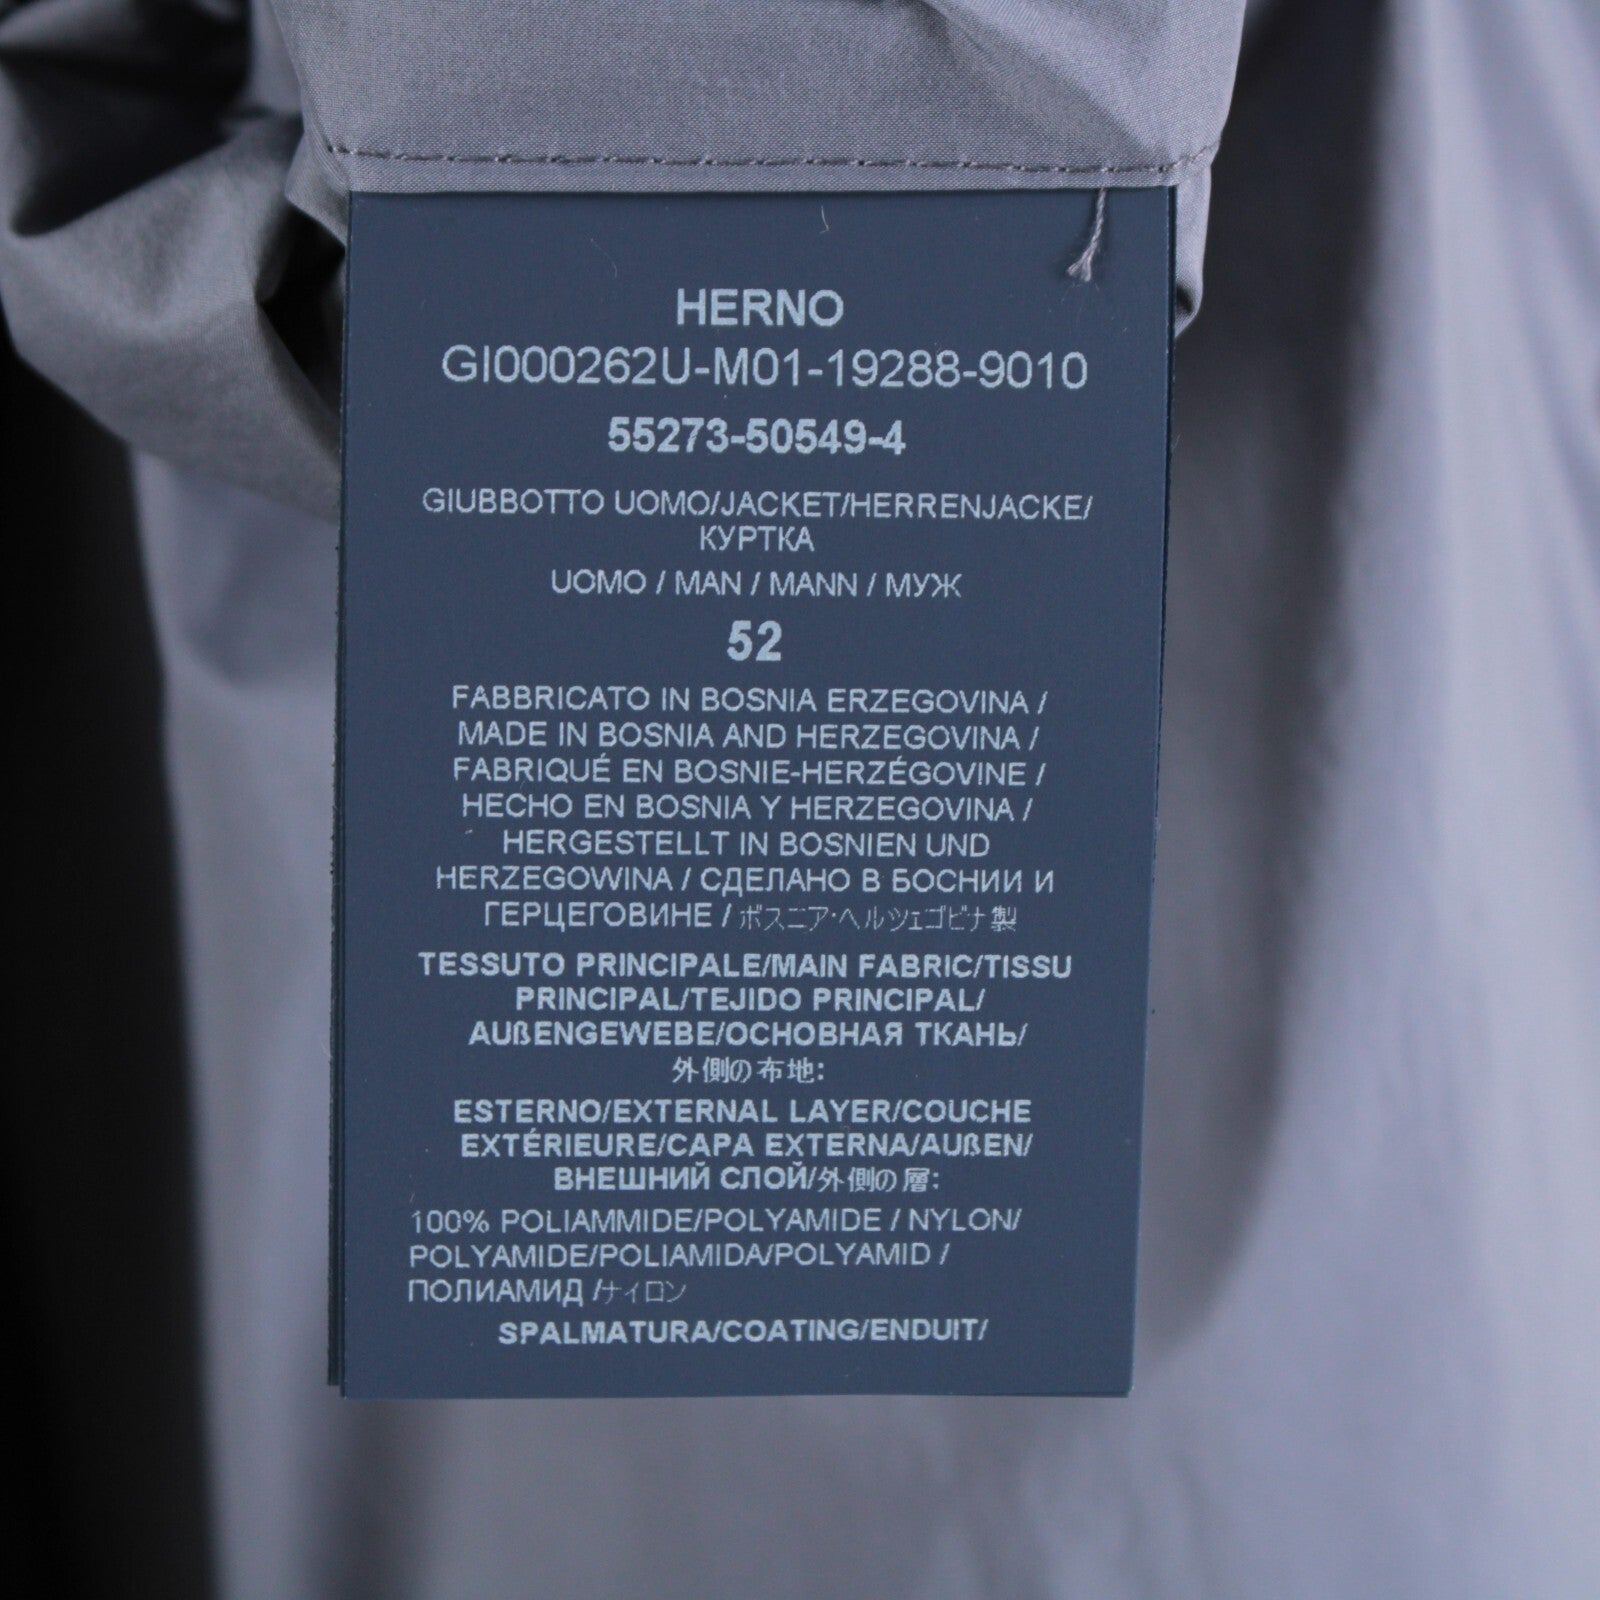 HERNO
GI000262U-M01-19288-9010
55273-50549-4
GIUBBOTTO UOMO/JACKET/HERRENJACKE/
КУРТКА
UOMO / MAN / MANN / МУЖ
52
FABBRICATO IN BOSNIA ERZEGOVINA /
MADE IN BOSNIA AND HERZEGOVINA /
FABRIQUÉ EN BOSNIE-HERZÉGOVINE /
HECHO EN BOSNIA Y HERZEGOVINA /
HERGESTELLT IN BOSNIEN UND
HERZEGOWINA / СДЕЛАНО В БОСНИИ И
ГЕРЦЕГОВИНЕ / ボスニア・ヘルツェゴビナ製
TESSUTO PRINCIPALE/MAIN FABRIC/TISSU
PRINCIPAL/TEJIDO PRINCIPAL/
AUßENGEWEBE/ОСНОВНАЯ ТКАНЬ/
外側の布地:
ESTERNO/EXTERNAL LAYER/COUCHE
EXTÉRIEURE/CAPA EXTERNA/AUßEN/
ВНЕШНИЙ СЛОЙ/外側の層:
100% POLIAMMIDE/POLYAMIDE / NYLON/
POLYAMIDE/POLIAMIDA/POLYAMID /
ПОЛИАМИД /ナイロン
SPALMATURA/COATING/ENDUIT/